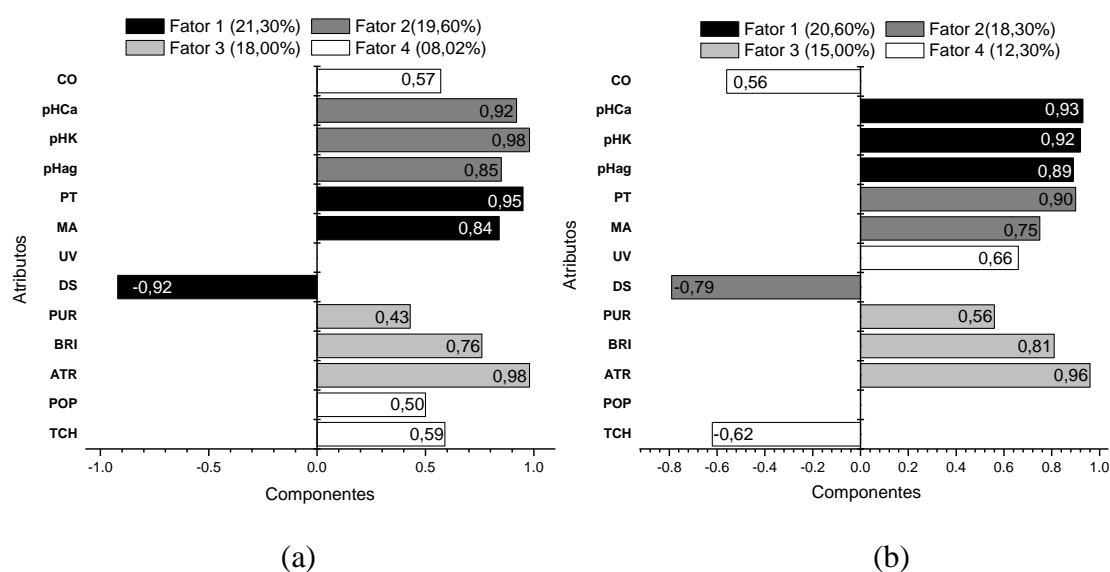 Fator 1 (21,30%) Fator 2(19,60%)
Fator 3 (18,00%) Fator 4 (08,02%)
CO 0,57
pHCa 0,92
pHK 0,98
pHag 0,85
PT 0,95
MA 0,84
UV
DS -0,92
PUR 0,43
BRI 0,76
ATR 0,98
POP 0,50
TCH 0,59
Atributos
-1.0 -0.5 0.0 0.5 1.0
Componentes
(a)
Fator 1 (20,60%) Fator 2(18,30%)
Fator 3 (15,00%) Fator 4 (12,30%)
CO 0,56
pHCa 0,93
pHK 0,92
pHag 0,89
PT 0,90
MA 0,75
UV 0,66
DS -0,79
PUR 0,56
BRI 0,81
ATR 0,96
POP
TCH -0,62
Atributos
-0.8 -0.6 -0.4 -0.2 0.0 0.2 0.4 0.6 0.8 1.0
Componentes
(b)